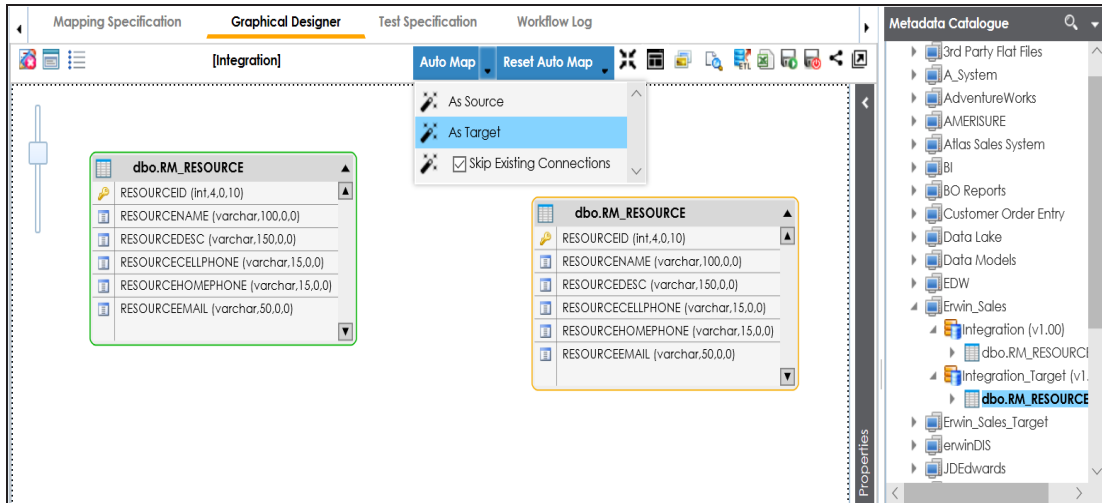 Mapping Specification
Graphical Designer
Test Specification
Workflow Log
[Integration]
Auto Map
Reset Auto Map
ETL
As Source
As Target
Skip Existing Connections
dbo.RM_RESOURCE
RESOURCEID (int,4,0,10)
RESOURCENAME (varchar,100,0,0)
RESOURCEDESC (varchar,150,0,0)
RESOURCECELLPHONE (varchar,15,0,0)
RESOURCEHOMEPHONE (varchar,15,0,0)
RESOURCEEMAIL (varchar,50,0,0)
dbo.RM_RESOURCE
RESOURCEID (int,4,0,10)
RESOURCENAME (varchar,100,0,0)
RESOURCEDESC (varchar,150,0,0)
RESOURCECELLPHONE (varchar,15,0,0)
RESOURCEHOMEPHONE (varchar,15,0,0)
RESOURCEEMAIL (varchar,50,0,0)
Properties
Metadata Catalogue
3rd Party Flat Files
A_System
AdventureWorks
AMERISURE
Atlas Sales System
BI
BO Reports
Customer Order Entry
Data Lake
Data Models
EDW
Erwin_Sales
Integration (v1.00)
dbo.RM_RESOURCE
Integration_Target (v1.
dbo.RM_RESOURCE
Erwin_Sales_Target
erwinDIS
JDEdwards